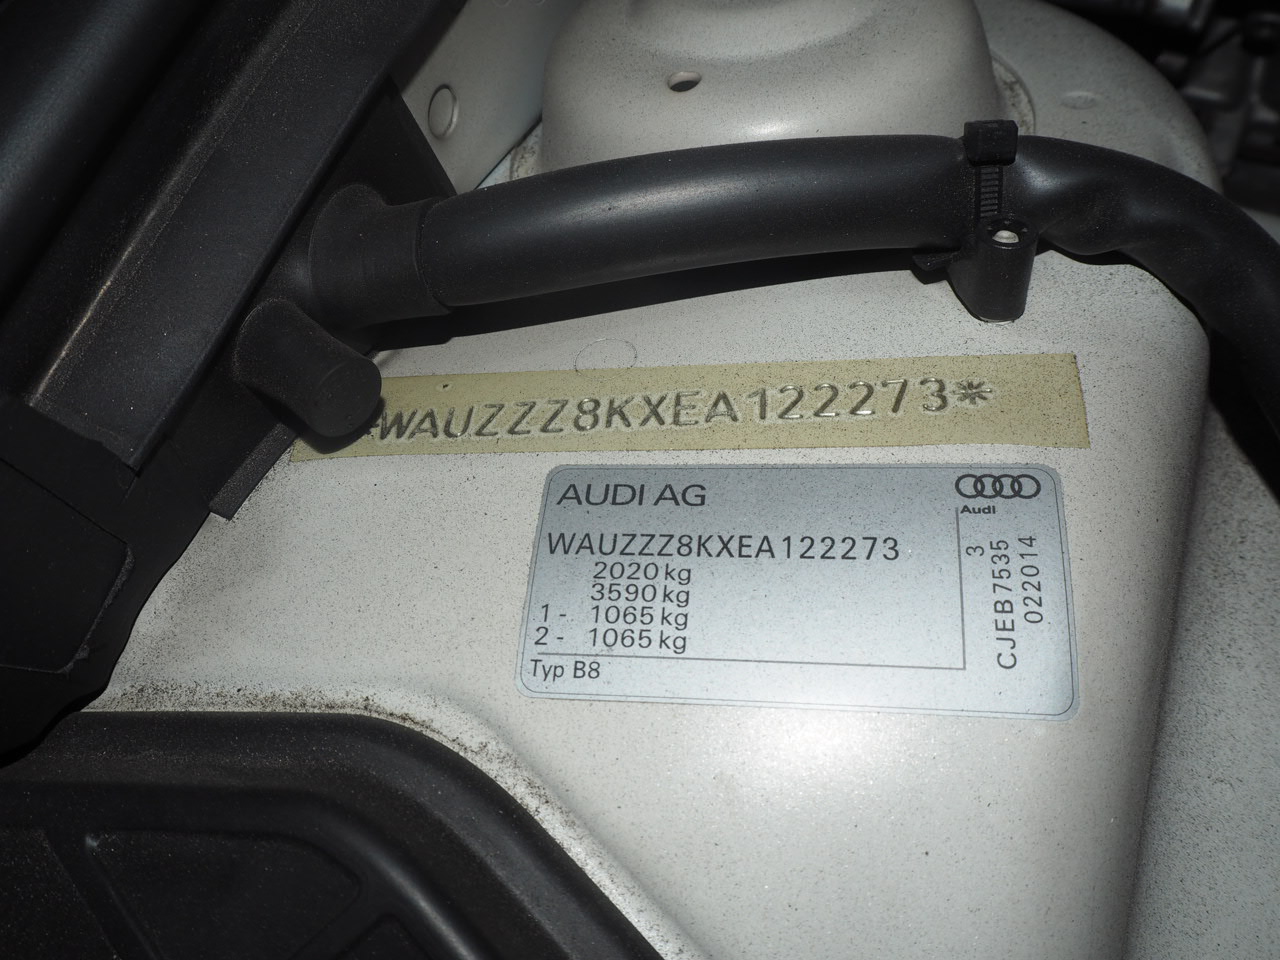 *WAUZZZ8KXEA122273*
AUDI AG
Audi
WAUZZZ8KXEA122273
2020 kg
3590 kg
1 - 1065 kg
2 - 1065 kg
Typ B8
3
CJEB7535
022014